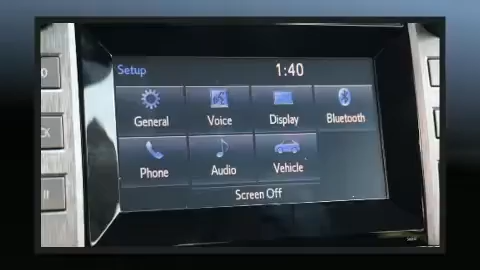 Setup 1:40
General Voice Display Bluetooth
Phone Audio Vehicle
Screen Off